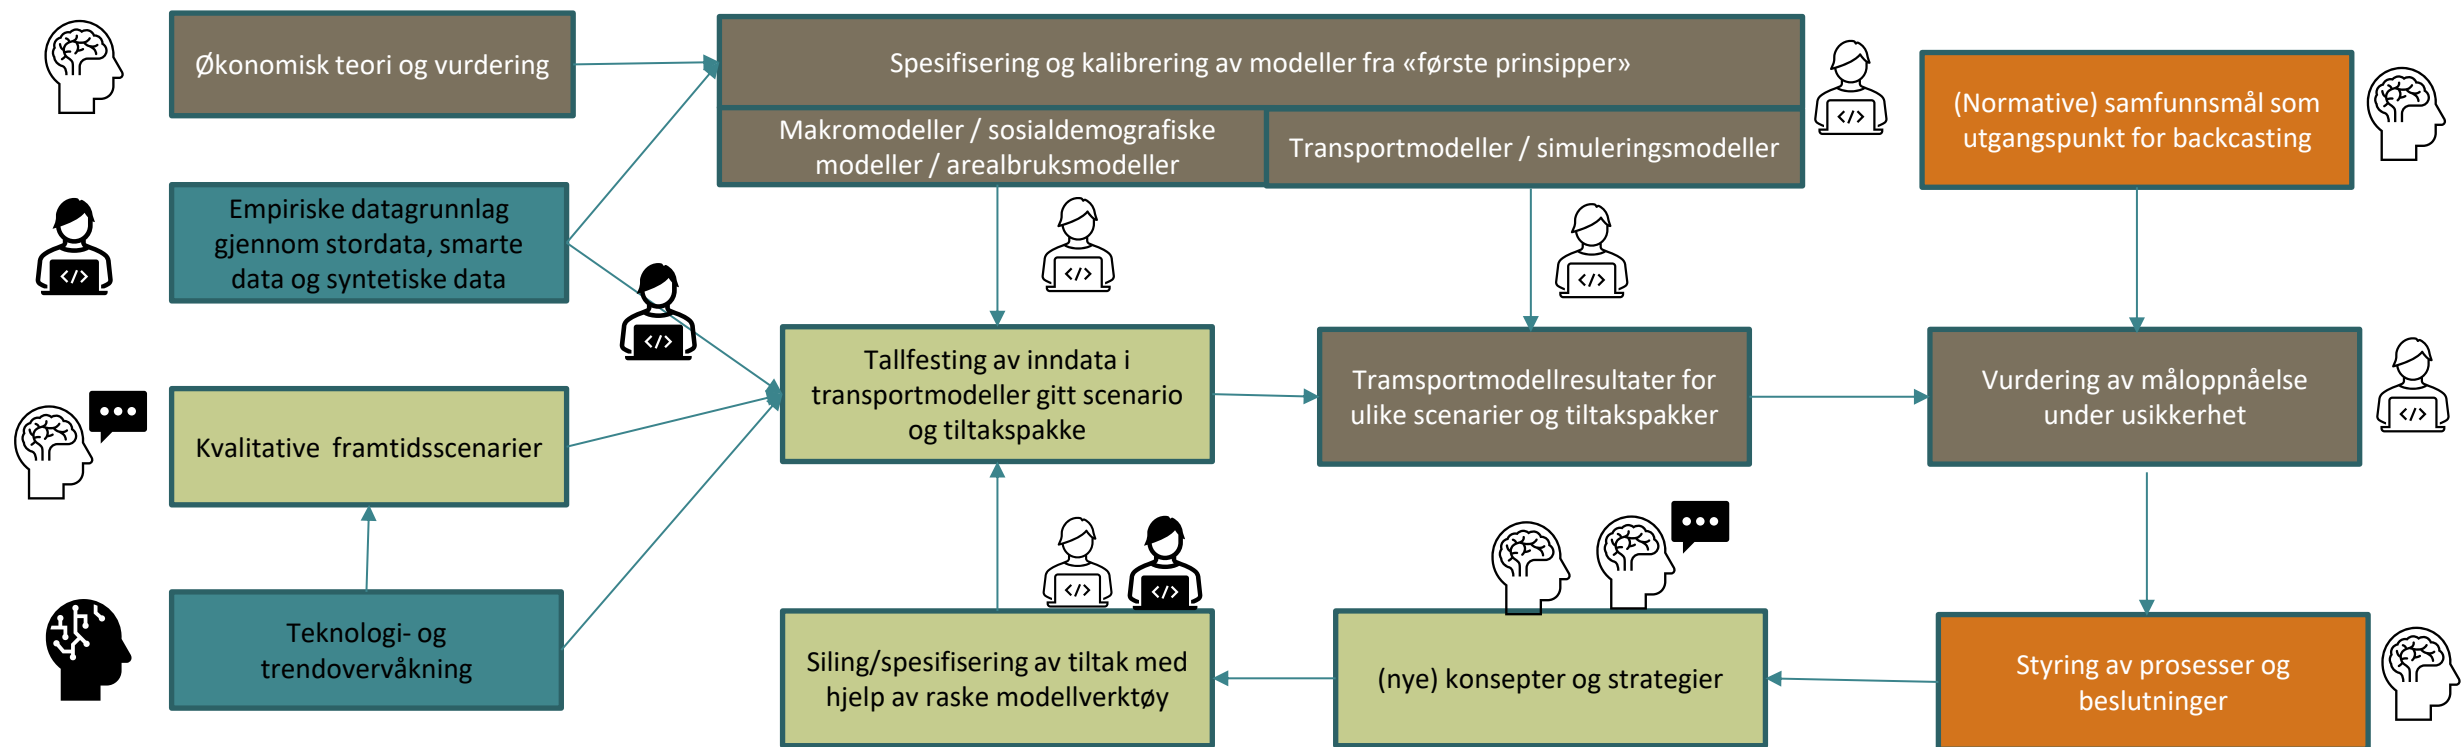 Økonomisk teori og vurdering
Spesifisering og kalibrering av modeller fra «første prinsipper»
Makromodeller / sosialdemografiske
modeller / arealbruksmodeller
Transportmodeller / simuleringsmodeller
(Normative) samfunnsmål som
utgangspunkt for backcasting
Empiriske datagrunnlag
gjennom stordata, smarte
data og syntetiske data
</>
</>
</>
</>
</>
Kvalitative  framtidsscenarier
Tallfesting av inndata i
transportmodeller gitt scenario
og tiltakspakke
Tramsportmodellresultater for
ulike scenarier og tiltakspakker
Vurdering av måloppnåelse
under usikkerhet
</>
Teknologi- og
trendovervåkning
</>
</>
Siling/spesifisering av tiltak med
hjelp av raske modellverktøy
(nye) konsepter og strategier
Styring av prosesser og
beslutninger